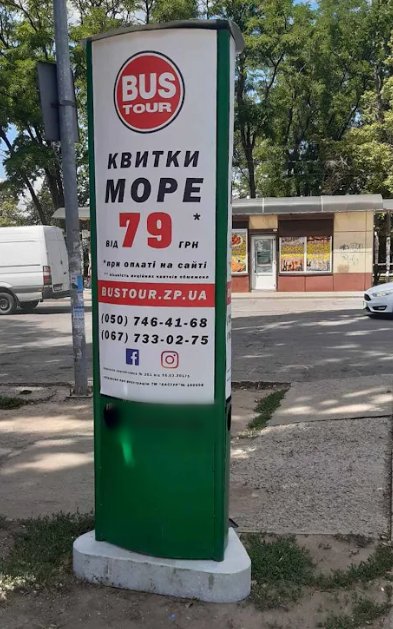 BUS
TOUR
КВИТКИ
МОРЕ
ВІД 79 ГРН *
*при оплаті на сайті
BUSTOUR.ZP.UA
(050) 746-41-68
(067) 733-02-75